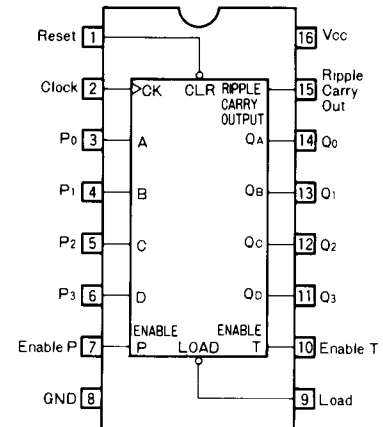 Reset 1
16 Vcc
Clock 2
CK CLR RIPPLE
CARRY
OUTPUT
15 Ripple
Carry
Out
P0 3 A
QA 14 Q0
P1 4 B
QB 13 Q1
P2 5 C
QC 12 Q2
P3 6 D
QD 11 Q3
ENABLE ENABLE
Enable P 7 P LOAD T 10 Enable T
GND 8
9 Load